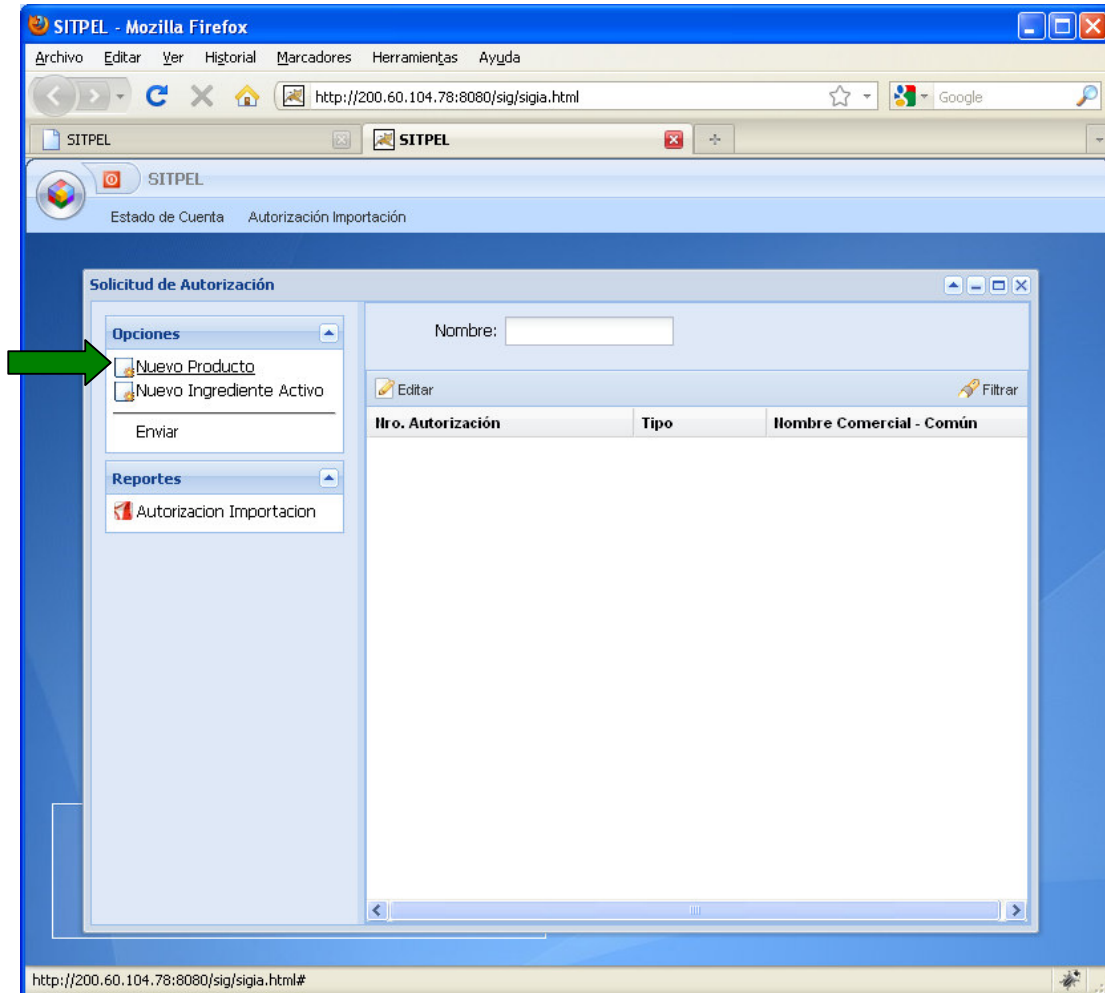 SITPEL - Mozilla Firefox
Archivo Editar Ver Historial Marcadores Herramientas Ayuda
http://200.60.104.78:8080/sig/sigia.html Google
SITPEL SITPEL
SITPEL
Estado de Cuenta Autorización Importación
Solicitud de Autorización
Opciones Nombre:
Nuevo Producto
Nuevo Ingrediente Activo Editar Filtrar
Nro. Autorización Tipo Nombre Comercial - Común
Enviar
Reportes
Autorizacion Importacion
http://200.60.104.78:8080/sig/sigia.html#